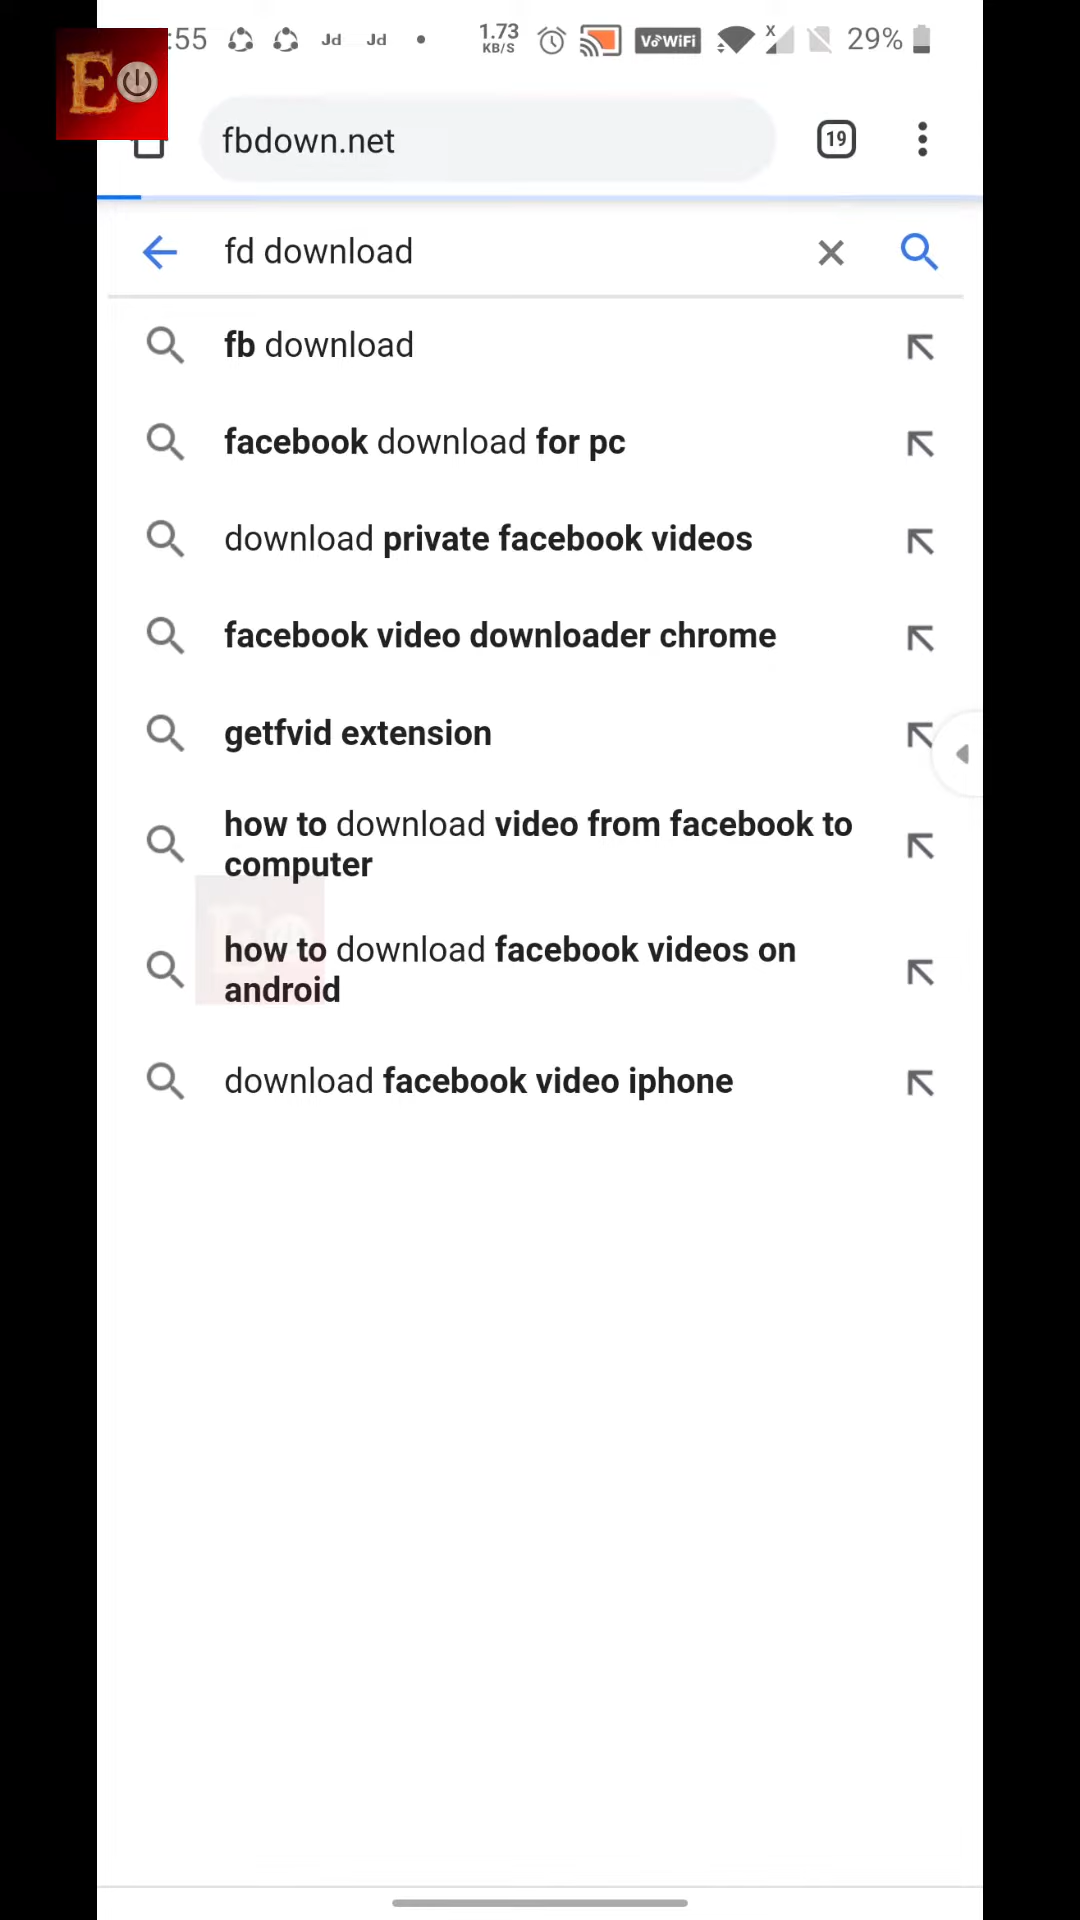 :55 Jd Jd 1.73 KB/S VoWiFi x 29%
E
fbdown.net 19
fd download
fb download
facebook download for pc
download private facebook videos
facebook video downloader chrome
getfvid extension
how to download video from facebook to
computer
how to download facebook videos on
android
download facebook video iphone